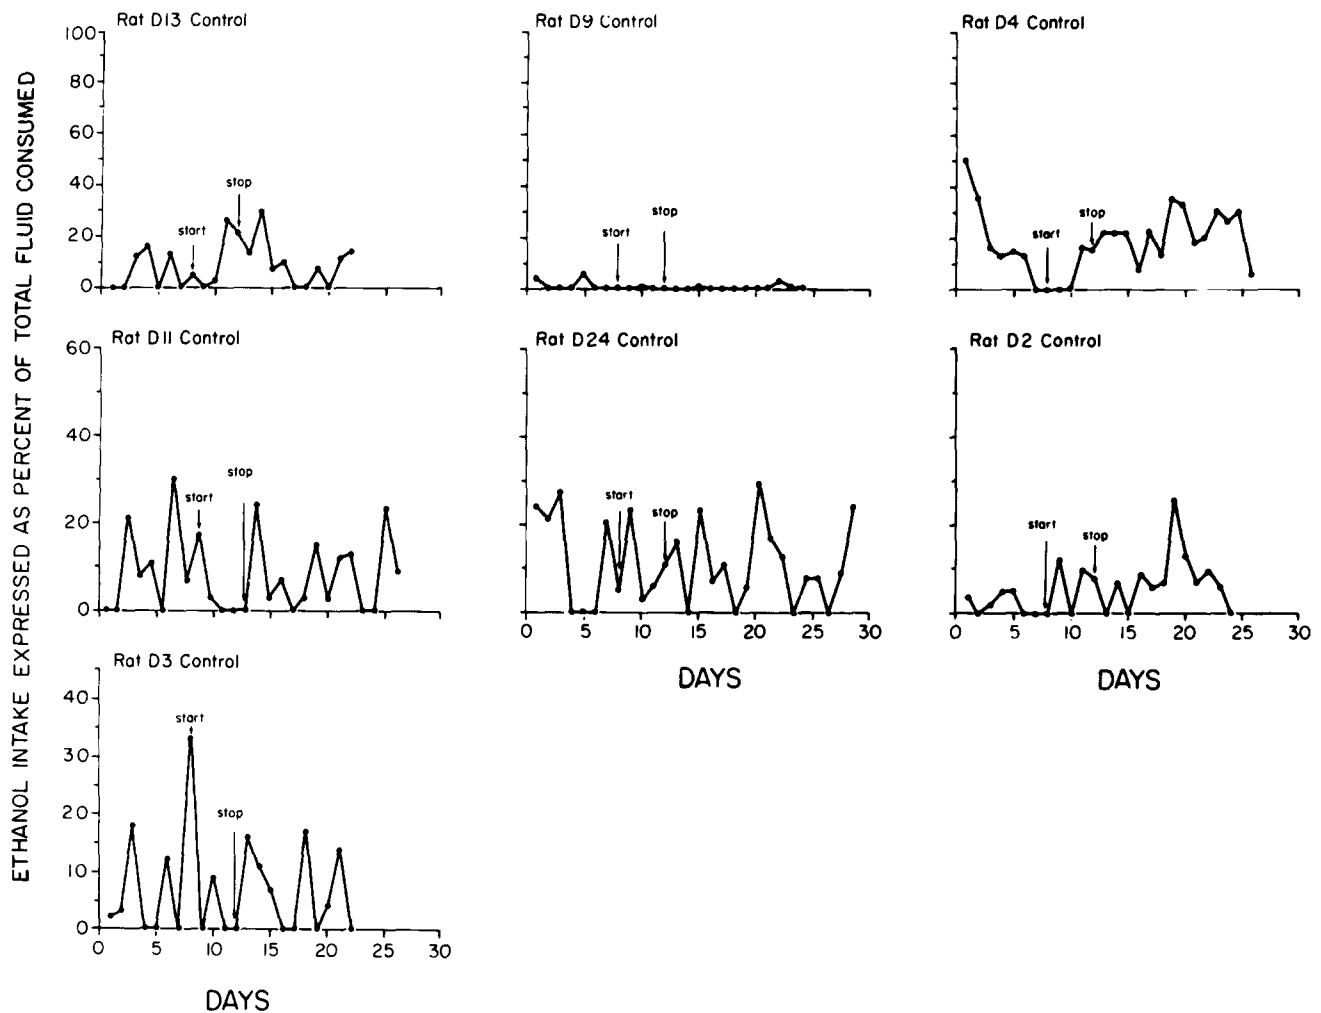 ETHANOL INTAKE EXPRESSED AS PERCENT OF TOTAL FLUID CONSUMED
Rat D13 Control
100
80
60
40
20
0
start
stop
Rat D9 Control
start
stop
Rat D4 Control
start
stop
Rat D11 Control
60
40
20
0
start
stop
Rat D24 Control
start
stop
0 5 10 15 20 25 30
DAYS
Rat D2 Control
start
stop
0 5 10 15 20 25 30
DAYS
Rat D3 Control
40
30
20
10
0
start
stop
0 5 10 15 20 25 30
DAYS